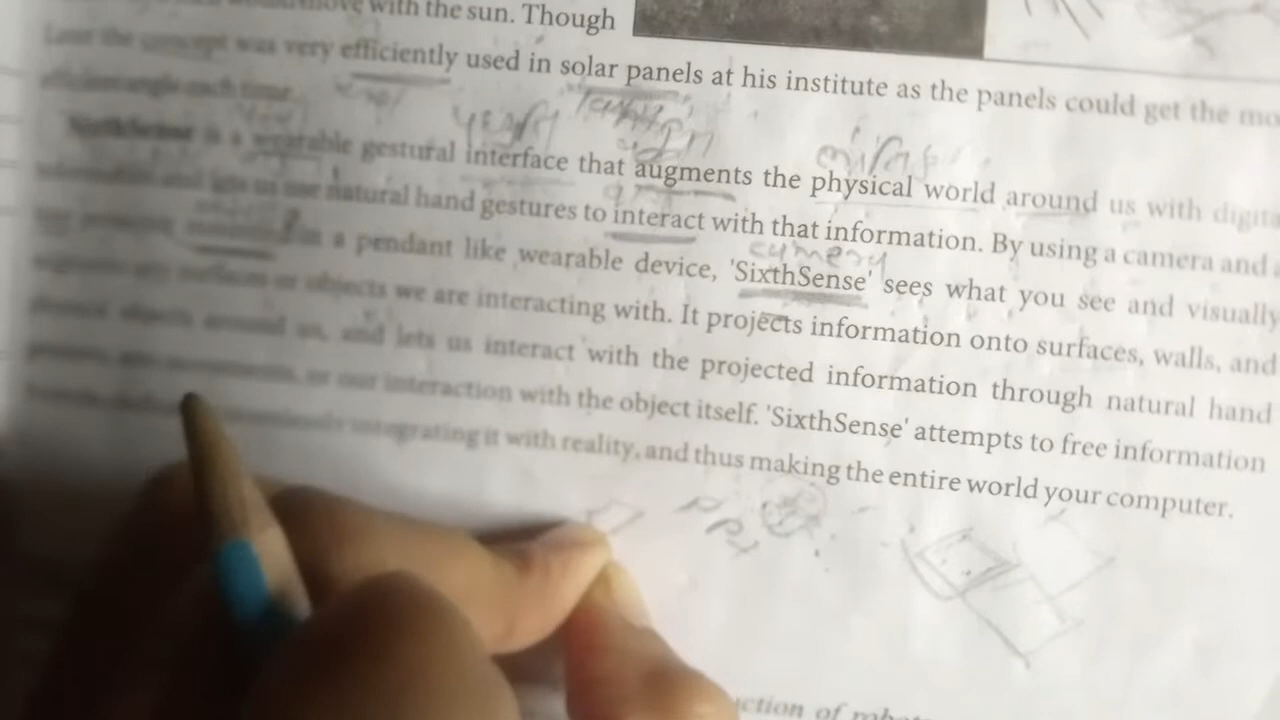 move with the sun. Though
Later the concept was very efficiently used in solar panels at his institute as the panels could get the mo
efficient angle each time.
SixthSense is a wearable gestural interface that augments the physical world around us with digita
information and lets us use natural hand gestures to interact with that information. By using a camera and a
in a pendant like wearable device, 'SixthSense' sees what you see and visually
surfaces or objects we are interacting with. It projects information onto surfaces, walls, and
objects around us, and lets us interact with the projected information through natural hand
movements, or our interaction with the object itself. 'SixthSense' attempts to free information
integrating it with reality, and thus making the entire world your computer.
ction of